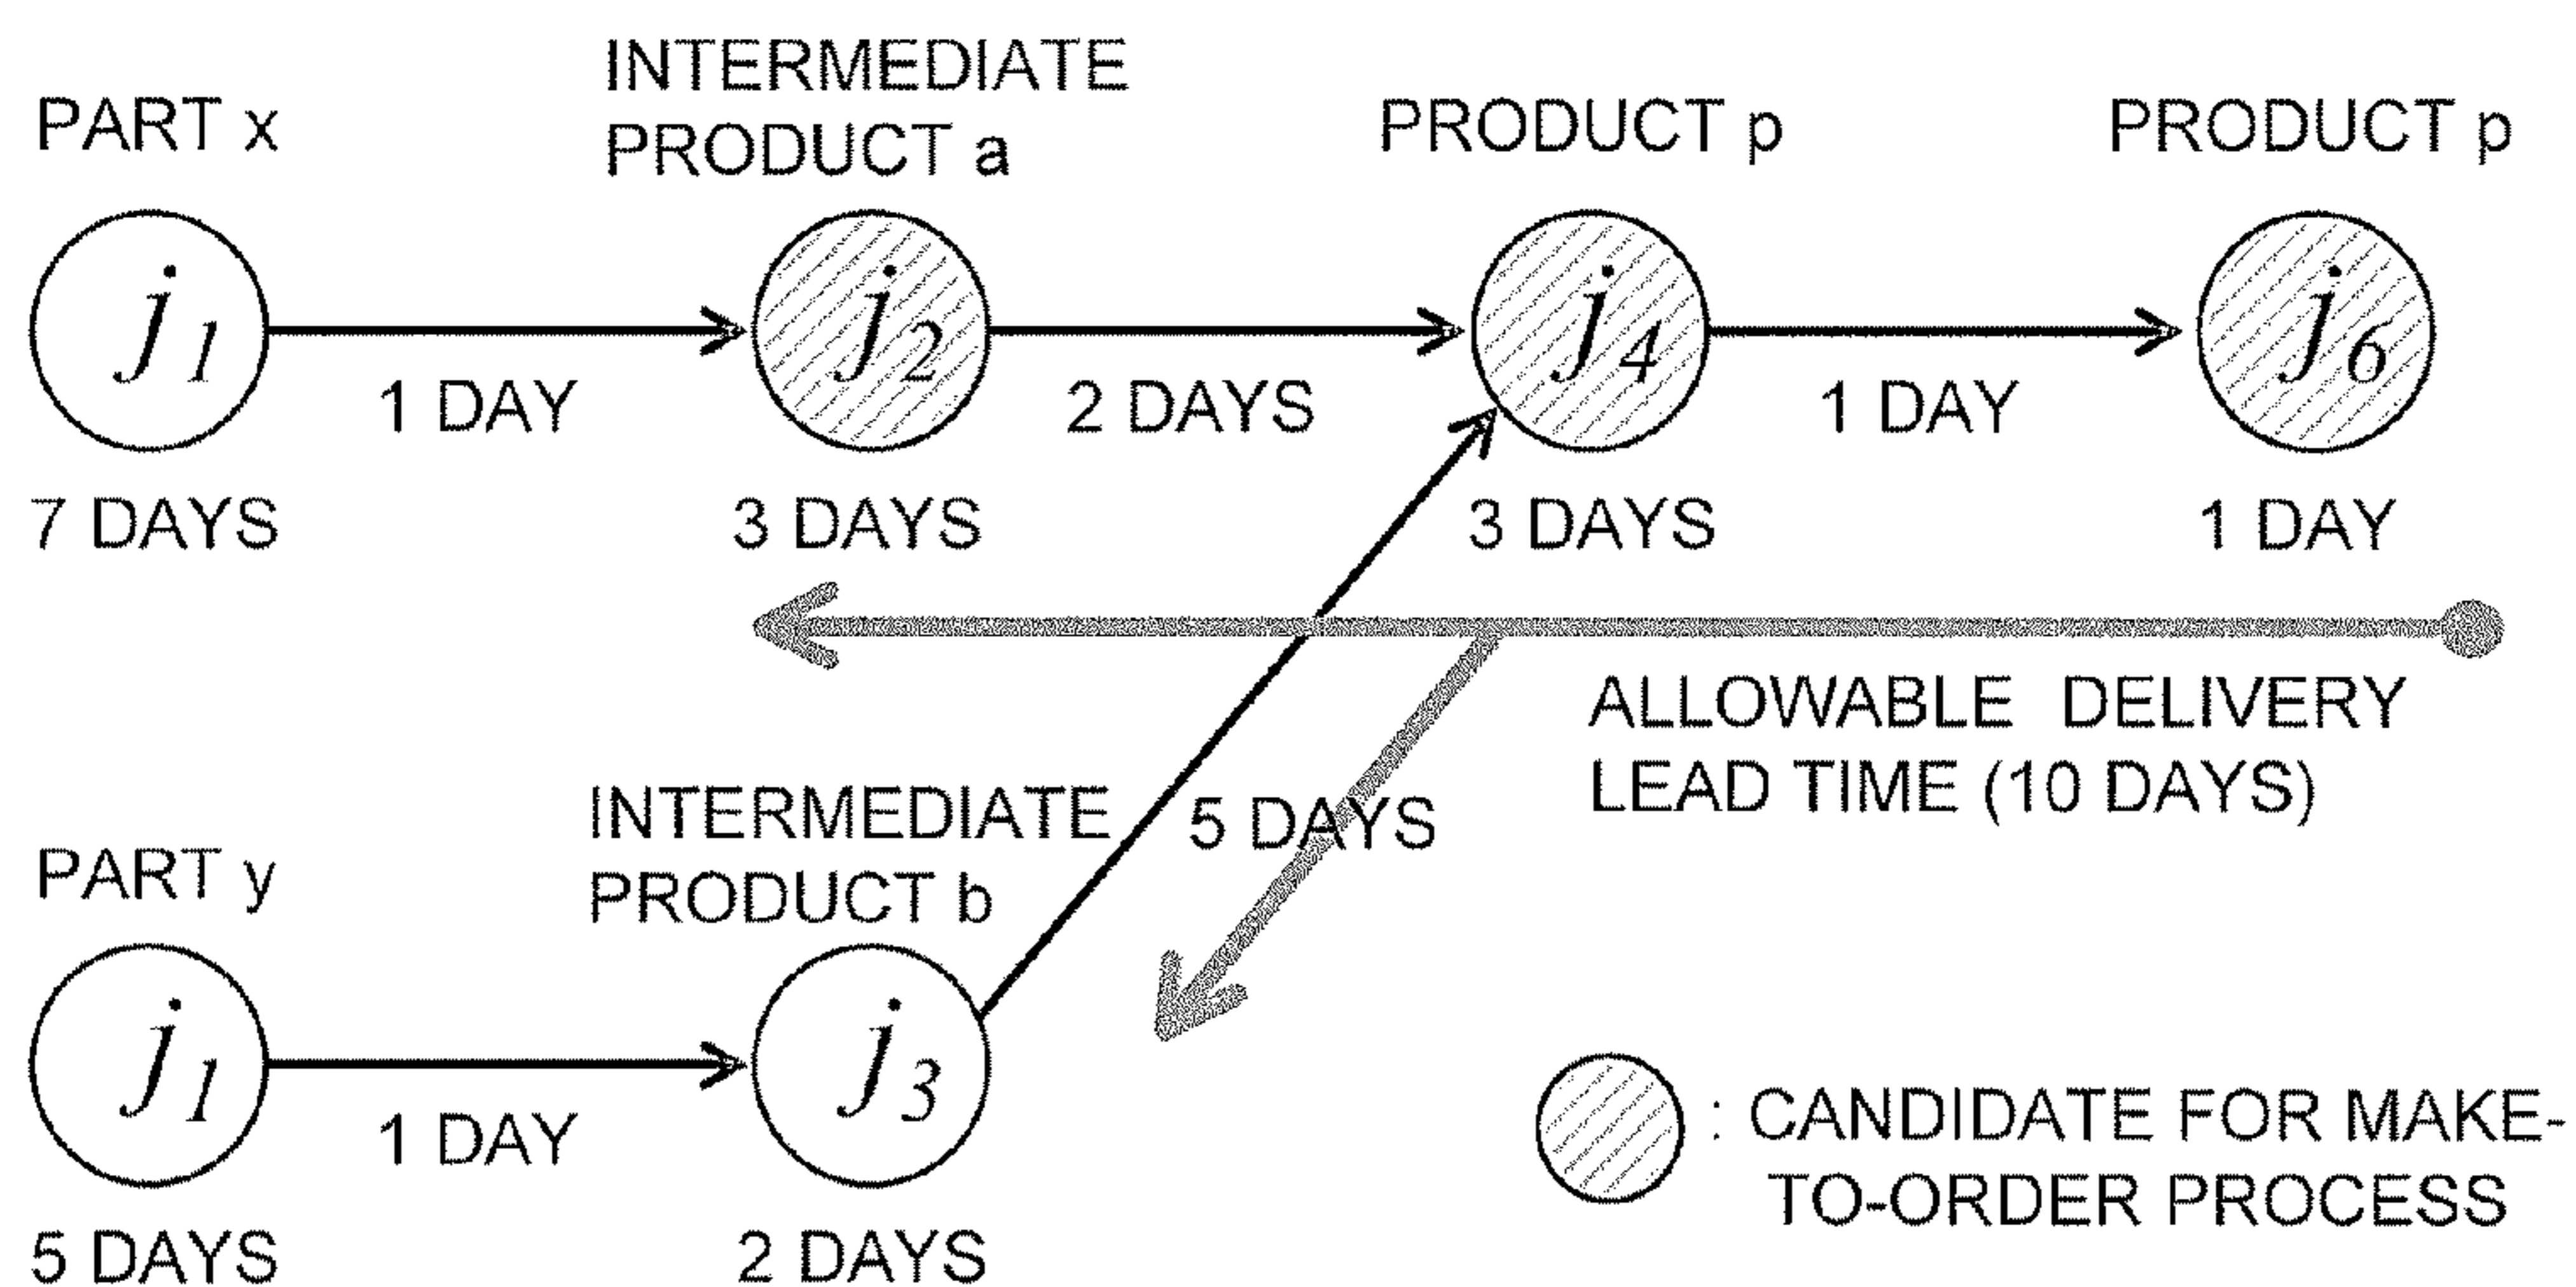 PART x
INTERMEDIATE
PRODUCT a
PRODUCT p
PRODUCT p
j1
j2
j4
j6
1 DAY
2 DAYS
1 DAY
7 DAYS
3 DAYS
3 DAYS
1 DAY
ALLOWABLE DELIVERY
LEAD TIME (10 DAYS)
INTERMEDIATE
PRODUCT b
5 DAYS
PART y
j1
j3
1 DAY
5 DAYS
2 DAYS
: CANDIDATE FOR MAKE-
TO-ORDER PROCESS